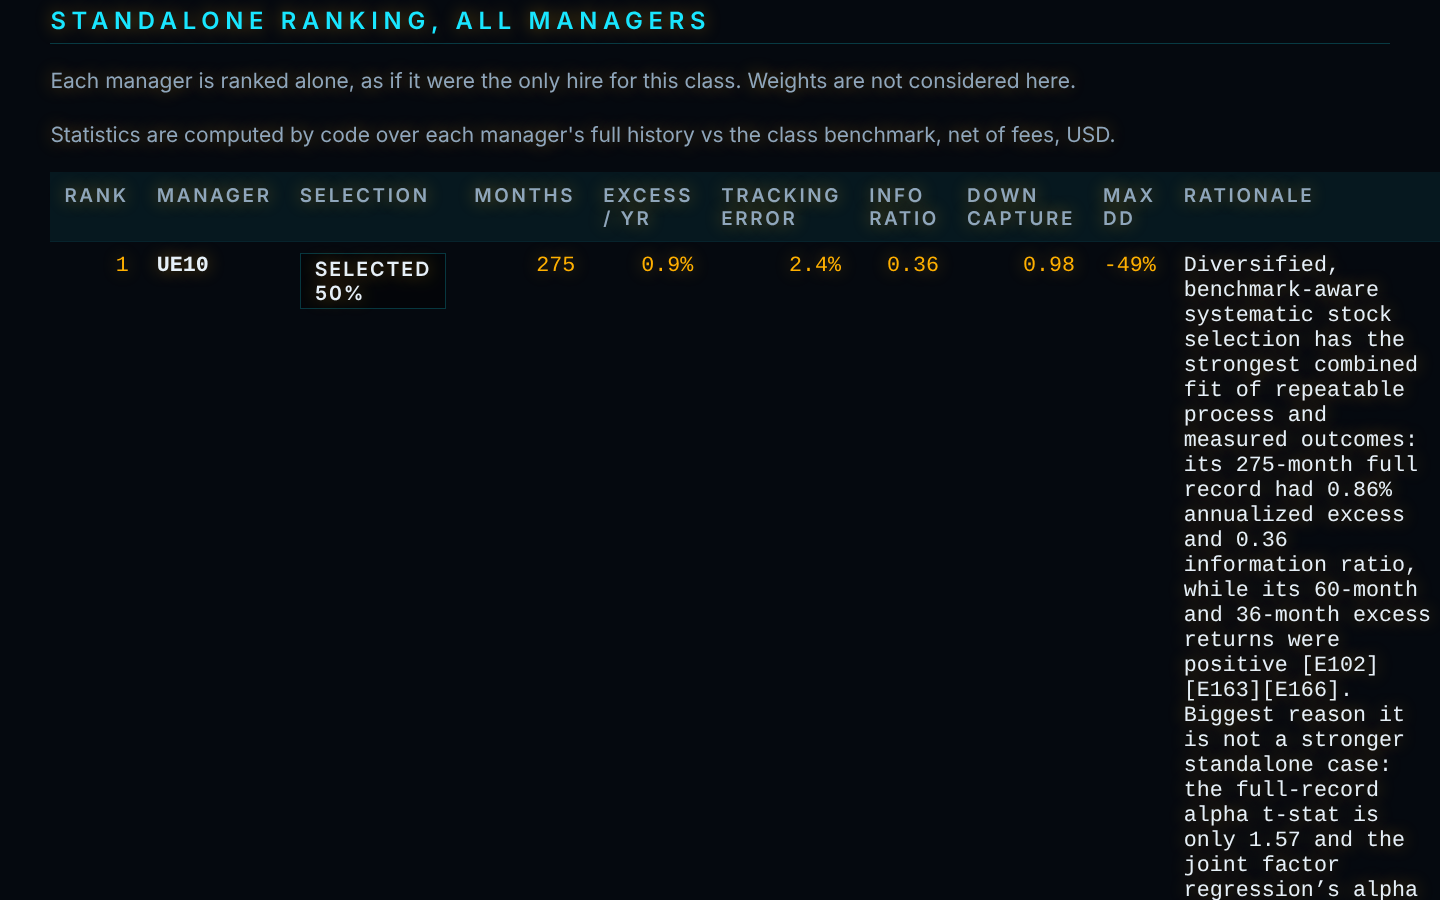 STANDALONE RANKING, ALL MANAGERS
Each manager is ranked alone, as if it were the only hire for this class. Weights are not considered here.
Statistics are computed by code over each manager's full history vs the class benchmark, net of fees, USD.
RANK MANAGER SELECTION MONTHS EXCESS / YR TRACKING ERROR INFO RATIO DOWN CAPTURE MAX DD RATIONALE
1 UE10 SELECTED 50% 275 0.9% 2.4% 0.36 0.98 -49%
Diversified,
benchmark-aware
systematic stock
selection has the
strongest combined
fit of repeatable
process and
measured outcomes:
its 275-month full
record had 0.86%
annualized excess
and 0.36
information ratio,
while its 60-month
and 36-month excess
returns were
positive [E102]
[E163][E166].
Biggest reason it
is not a stronger
standalone case:
the full-record
alpha t-stat is
only 1.57 and the
joint factor
regression’s alpha